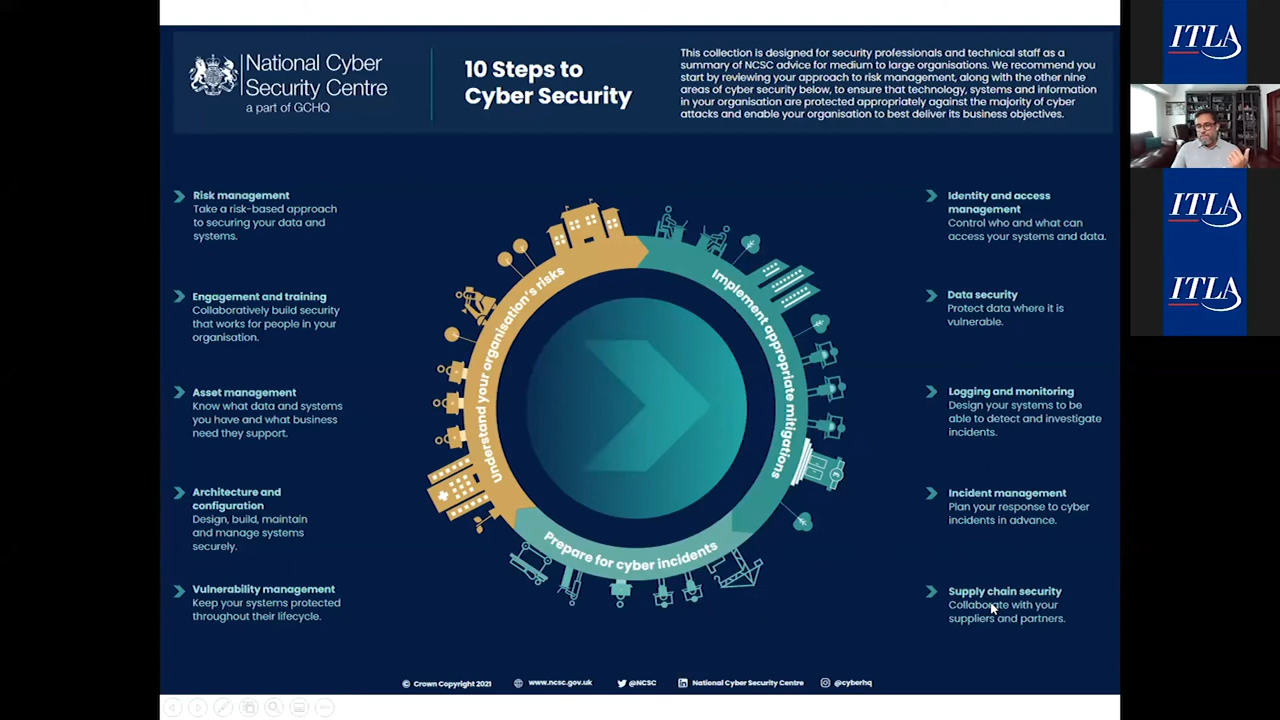 National Cyber
Security Centre
a part of GCHQ
10 Steps to
Cyber Security
This collection is designed for security professionals and technical staff as a
summary of NCSC advice for medium to large organisations. We recommend you
start by reviewing your approach to risk management, along with the other nine
areas of cyber security below, to ensure that technology, systems and information
in your organisation are protected appropriately against the majority of cyber
attacks and enable your organisation to best deliver its business objectives.
Risk management
Take a risk-based approach
to securing your data and
systems.
Engagement and training
Collaboratively build security
that works for people in your
organisation.
Asset management
Know what data and systems
you have and what business
need they support.
Architecture and
configuration
Design, build, maintain
and manage systems
securely.
Vulnerability management
Keep your systems protected
throughout their lifecycle.
Understand your organisation's risks
Implement appropriate mitigations
Prepare for cyber incidents
Identity and access
management
Control who and what can
access your systems and data.
Data security
Protect data where it is
vulnerable.
Logging and monitoring
Design your systems to be
able to detect and investigate
incidents.
Incident management
Plan your response to cyber
incidents in advance.
Supply chain security
Collaborate with your
suppliers and partners.
© Crown Copyright 2021
www.ncsc.gov.uk
@NCSC
National Cyber Security Centre
@cyberhq
ITLA
ITLA
ITLA